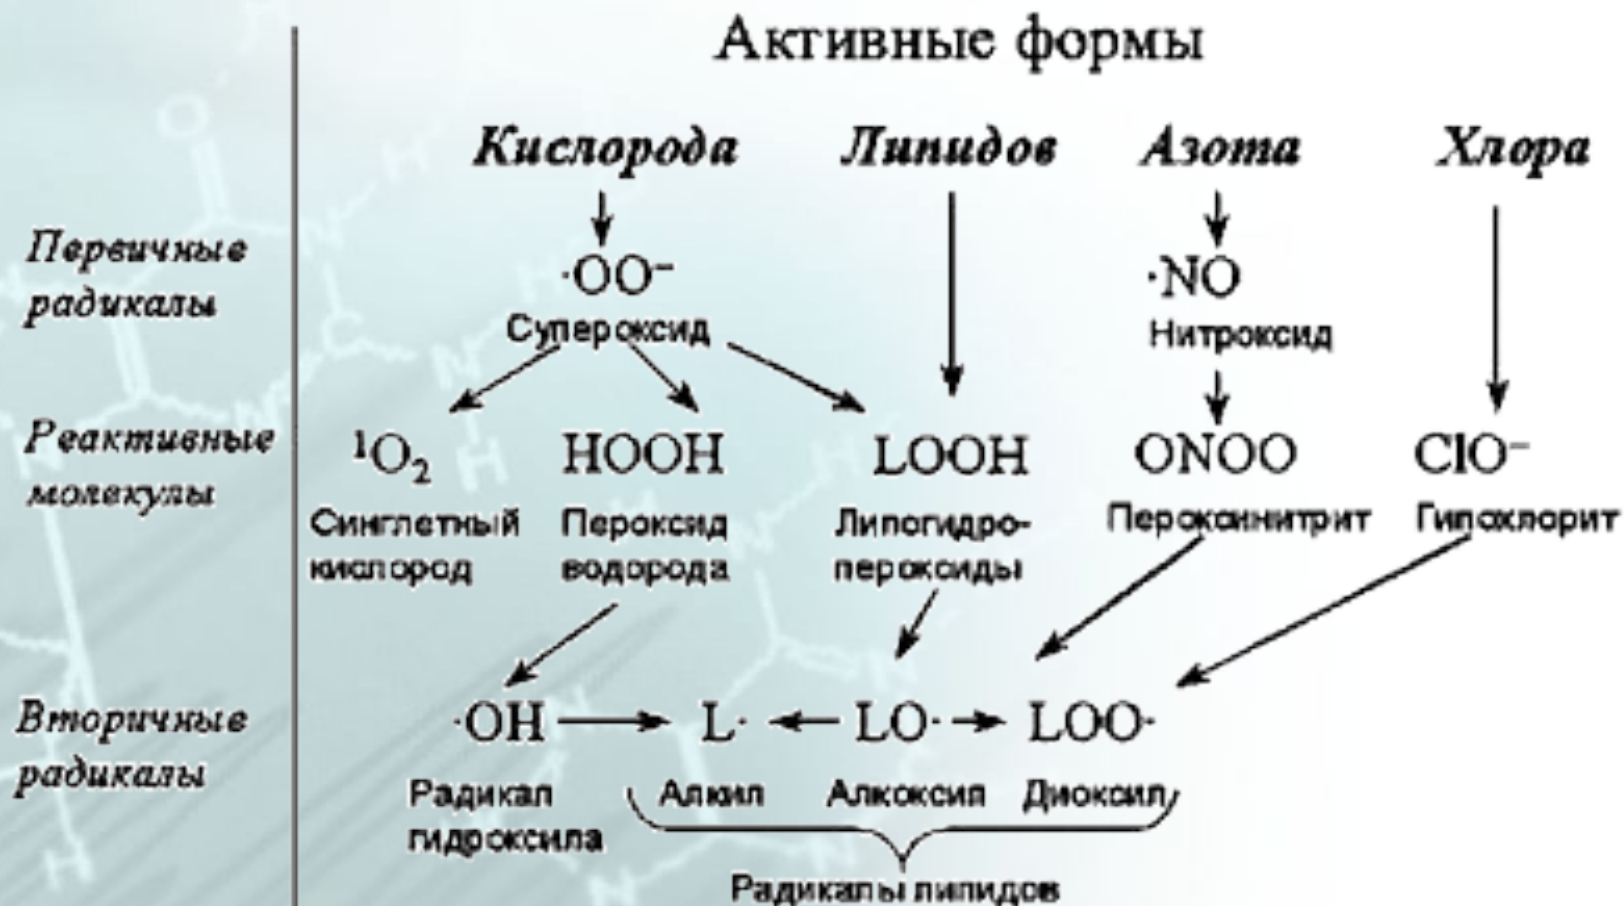 Активные формы
Кислорода Липидов Азота Хлора
Первичные
радикалы
·OO⁻ ·NO
Супероксид Нитроксид
Реактивные
молекулы
¹O₂ HOOH LOOH ONOO ClO⁻
Синглетный Пероксид Липогидро- Пероксинитрит Гипохлорит
кислород водорода пероксиды
Вторичные
радикалы
·OH L· LO· LOO·
Радикал Алкил Алкоксил Диоксил
гидроксила
Радикалы липидов
O H N H C N N H H H N N H N N